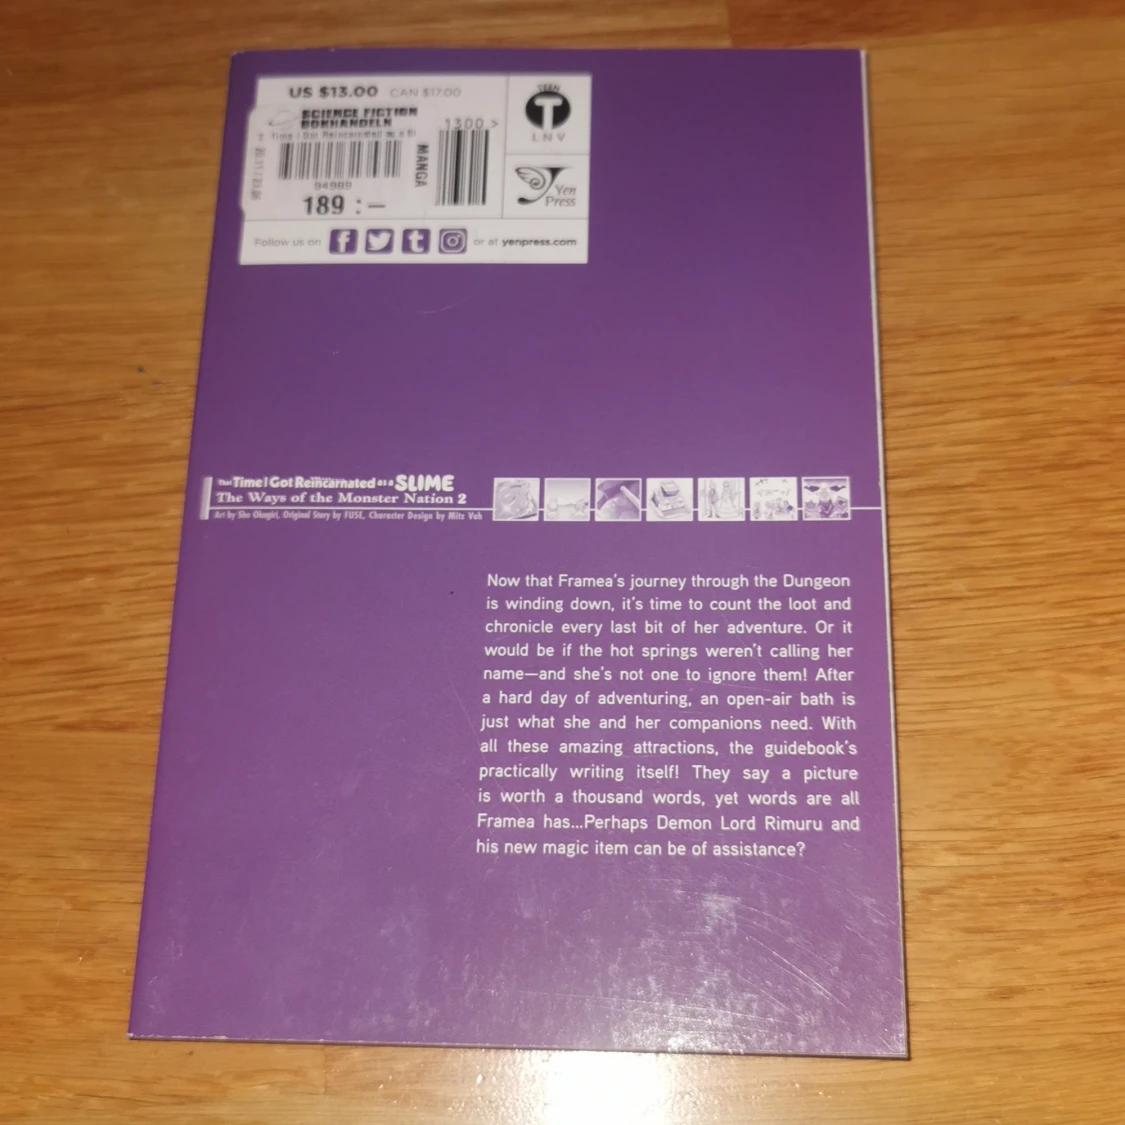 US $13.00 CAN $17.00
SCIENCE FICTION
BOKHANDELN
Time I Got Reincarnated as a Sl
94989
189:-
MANGA
1300 >
TEEN
T
L N V
Yen
Press
Follow us on f t or at yenpress.com
That Time I Got Reincarnated as a SLIME
The Ways of the Monster Nation 2
Art by Sho Okagiri, Original Story by FUSE, Character Design by Mitz Vah
Now that Framea's journey through the Dungeon
is winding down, it's time to count the loot and
chronicle every last bit of her adventure. Or it
would be if the hot springs weren't calling her
name—and she's not one to ignore them! After
a hard day of adventuring, an open-air bath is
just what she and her companions need. With
all these amazing attractions, the guidebook's
practically writing itself! They say a picture
is worth a thousand words, yet words are all
Framea has...Perhaps Demon Lord Rimuru and
his new magic item can be of assistance?